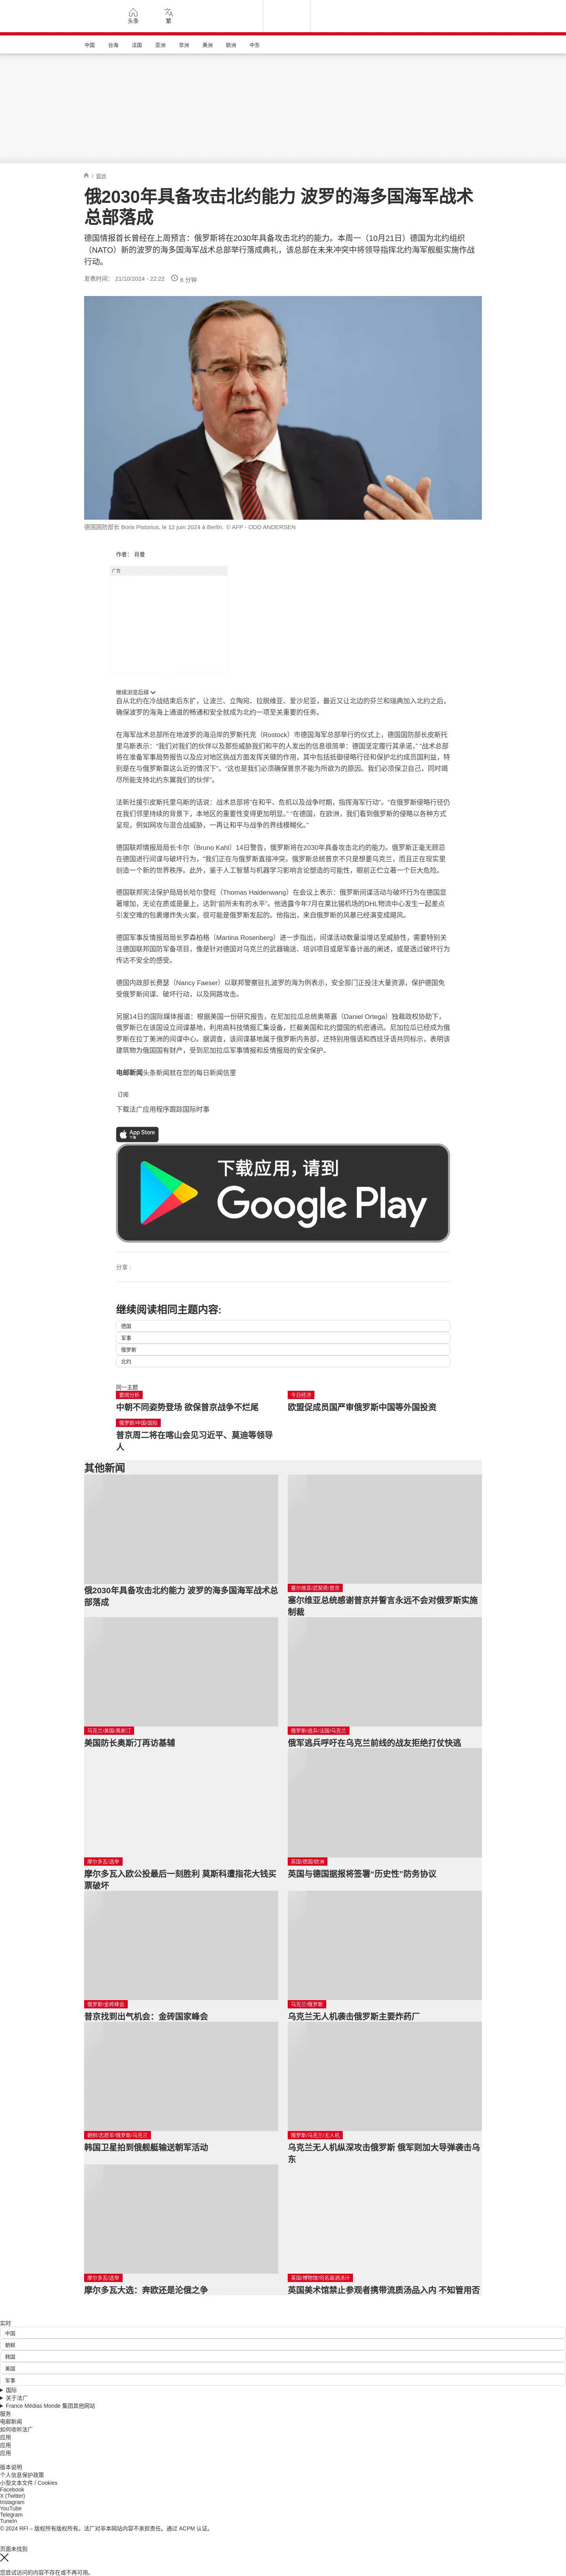 头条
繁
中国
台海
法国
亚洲
非洲
美洲
欧洲
中东
/ 欧洲
俄2030年具备攻击北约能力 波罗的海多国海军战术
总部落成
德国情报首长曾经在上周预言：俄罗斯将在2030年具备攻击北约的能力。本周一（10月21日）德国为北约组织
（NATO）新的波罗的海多国海军战术总部举行落成典礼，该总部在未来冲突中将领导指挥北约海军舰艇实施作战
行动。
发表时间： 21/10/2024 - 22:22
8 分钟
德国国防部长 Boris Pistorius, le 12 juin 2024 à Berlin. © AFP - ODD ANDERSEN
作者： 肖曼
广告
继续浏览后续
自从北约在冷战结束后东扩，让波兰、立陶宛、拉脱维亚、爱沙尼亚，最近又让北边的芬兰和瑞典加入北约之后，
确保波罗的海海上通道的畅通和安全就成为北约一项至关重要的任务。
在海军战术总部所在地波罗的海沿岸的罗斯托克（Rostock）市德国海军总部举行的仪式上，德国国防部长皮斯托
里乌斯表示：“我们对我们的伙伴以及那些威胁我们和平的人发出的信息很简单：德国坚定履行其承诺。” “战术总部
将在准备军事局势报告以及应对地区挑战方面发挥关键的作用，其中包括抵御侵略行径和保护北约成员国利益，特
别是在与俄罗斯靠这么近的情况下”。“这也是我们必须确保普京不能为所欲为的原因。我们必须保卫自己，同时竭
尽所能支持北约东翼我们的伙伴”。
法新社援引皮斯托里乌斯的话说：战术总部将“在和平、危机以及战争时期，指挥海军行动”。“在俄罗斯侵略行径仍
在我们邻里持续的背景下，本地区的重要性变得更加明显。” “在德国，在欧洲，我们看到俄罗斯的侵略以各种方式
呈现，例如网攻与混合战威胁，一再让和平与战争的界线模糊化。”
德国联邦情报局局长卡尔（Bruno Kahl）14日警告，俄罗斯将在2030年具备攻击北约的能力。俄罗斯正毫无顾忌
在德国进行间谍与破坏行为，“我们正在与俄罗斯直接冲突。俄罗斯总统普京不只是想要乌克兰，而且正在现实里
创造一个新的世界秩序。此外，鉴于人工智慧与机器学习影响言论塑造的可能性，眼前正伫立著一个巨大危险。
德国联邦宪法保护局局长哈尔登旺（Thomas Haldenwang）在会议上表示：俄罗斯间谍活动与破坏行为在德国显
著增加，无论在质或是量上，达到“前所未有的水平”。他透露今年7月在莱比锡机场的DHL物流中心发生一起差点
引发空难的包裹爆炸失火案，很可能是俄罗斯发起的。他指出，来自俄罗斯的风暴已经演变成飓风。
德国军事反情报局局长罗森柏格（Martina Rosenberg）进一步指出，间谍活动数量溢增达至威胁性，需要特别关
注德国联邦国防军备项目，像是针对德国对乌克兰的武器输送、培训项目或是军备计画的阐述，或是透过破坏行为
传达不安全的感受。
德国内政部长费瑟（Nancy Faeser）以联邦警察驻扎波罗的海为例表示，安全部门正投注大量资源，保护德国免
受俄罗斯间谍、破坏行动，以及网路攻击。
另据14日的国际媒体报道：根据美国一份研究报告，在尼加拉瓜总统奥蒂嘉（Daniel Ortega）独裁政权协助下，
俄罗斯已在该国设立间谍基地，利用高科技情报汇集设备，拦截美国和北约盟国的机密通讯。尼加拉瓜已经成为俄
罗斯在拉丁美洲的间谍中心。据调查，该间谍基地属于俄罗斯内务部，还特别用俄语和西班牙语共同标示，表明该
建筑物为俄国国有财产，受到尼加拉瓜军事情报和反情报局的安全保护。
电邮新闻头条新闻就在您的每日新闻信里
订阅
下载法广应用程序跟踪国际时事
App Store
下载
下载应用，请到
Google Play
分享 :
继续阅读相同主题内容:
德国
军事
俄罗斯
北约
同一主题
要闻分析
中朝不同姿势登场 欲保普京战争不烂尾
今日经济
欧盟促成员国严审俄罗斯中国等外国投资
俄罗斯/中国/国际
普京周二将在喀山会见习近平、莫迪等领导
人
其他新闻
俄2030年具备攻击北约能力 波罗的海多国海军战术总
部落成
塞尔维亚/武契奇/普京
塞尔维亚总统感谢普京并誓言永远不会对俄罗斯实施
制裁
乌克兰/美国/奥斯汀
美国防长奥斯汀再访基辅
俄罗斯/逃兵/法国/乌克兰
俄军逃兵呼吁在乌克兰前线的战友拒绝打仗快逃
摩尔多瓦/选举
摩尔多瓦入欧公投最后一刻胜利 莫斯科遭指花大钱买
票破坏
英国/德国/欧洲
英国与德国据报将签署“历史性”防务协议
俄罗斯/金砖峰会
普京找到出气机会：金砖国家峰会
乌克兰/俄罗斯
乌克兰无人机袭击俄罗斯主要炸药厂
朝鲜/志愿军/俄罗斯/乌克兰
韩国卫星拍到俄舰艇输送朝军活动
俄罗斯/乌克兰/无人机
乌克兰无人机纵深攻击俄罗斯 俄军则加大导弹袭击乌
东
摩尔多瓦/选举
摩尔多瓦大选：奔欧还是沦俄之争
英国/博物馆/向名画洒汤汁
英国美术馆禁止参观者携带流质汤品入内 不知管用否
实时
中国
朝鲜
韩国
美国
军事
国际
关于法广
France Médias Monde 集团其他网站
服务
电邮新闻
如何收听法广
应用
应用
应用
版本说明
个人信息保护政策
小型文本文件 / Cookies
Facebook
X (Twitter)
Instagram
YouTube
Telegram
TuneIn
© 2024 RFI – 版权所有版权所有。法广对非本网站内容不承担责任。通过 ACPM 认证。
页面未找到
您尝试访问的内容不存在或不再可用。